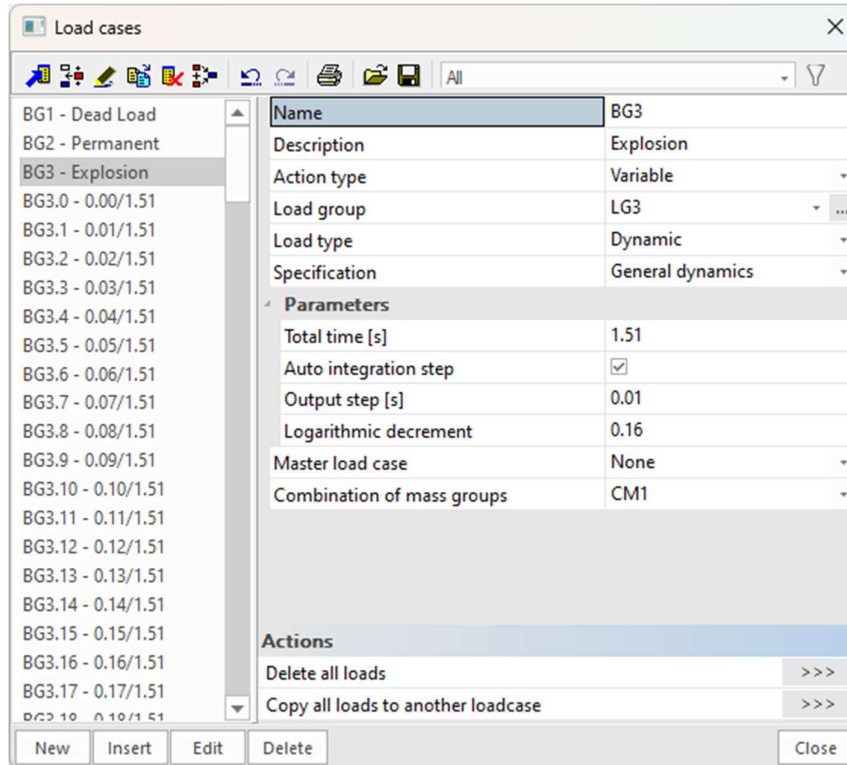 Load cases
All
BG1 - Dead Load
BG2 - Permanent
BG3 - Explosion
BG3.0 - 0.00/1.51
BG3.1 - 0.01/1.51
BG3.2 - 0.02/1.51
BG3.3 - 0.03/1.51
BG3.4 - 0.04/1.51
BG3.5 - 0.05/1.51
BG3.6 - 0.06/1.51
BG3.7 - 0.07/1.51
BG3.8 - 0.08/1.51
BG3.9 - 0.09/1.51
BG3.10 - 0.10/1.51
BG3.11 - 0.11/1.51
BG3.12 - 0.12/1.51
BG3.13 - 0.13/1.51
BG3.14 - 0.14/1.51
BG3.15 - 0.15/1.51
BG3.16 - 0.16/1.51
BG3.17 - 0.17/1.51
BG3.18 - 0.18/1.51
Name BG3
Description Explosion
Action type Variable
Load group LG3 ...
Load type Dynamic
Specification General dynamics
Parameters
Total time [s] 1.51
Auto integration step
Output step [s] 0.01
Logarithmic decrement 0.16
Master load case None
Combination of mass groups CM1
Actions
Delete all loads >>>
Copy all loads to another loadcase >>>
New Insert Edit Delete Close